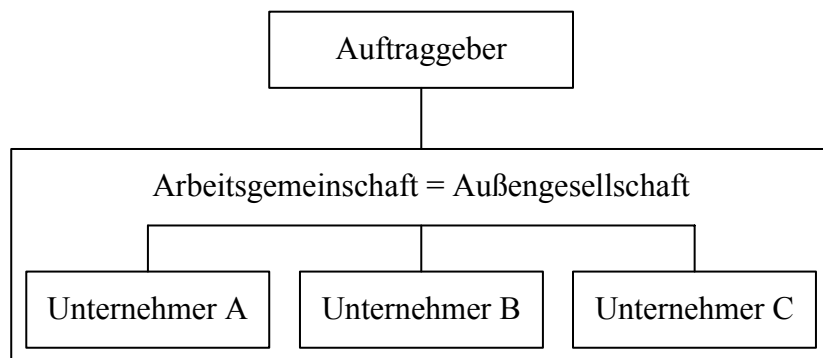 Auftraggeber
Arbeitsgemeinschaft = Außengesellschaft
Unternehmer A
Unternehmer B
Unternehmer C